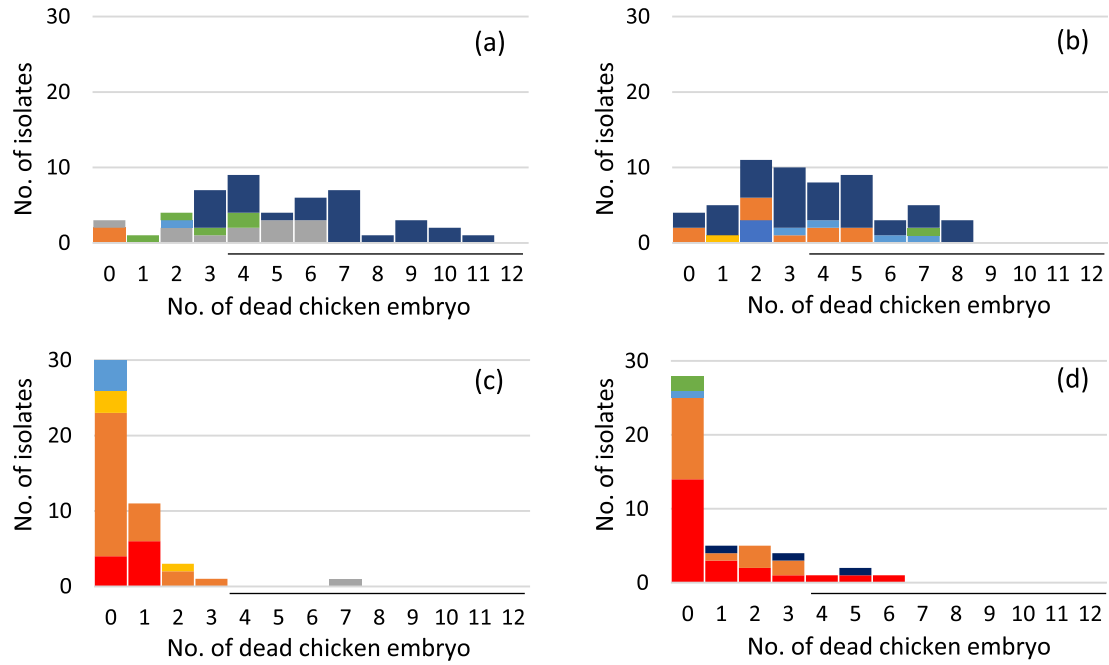 (a)
No. of isolates
30
20
10
0
0 1 2 3 4 5 6 7 8 9 10 11 12
No. of dead chicken embryo
(b)
No. of isolates
30
20
10
0
0 1 2 3 4 5 6 7 8 9 10 11 12
No. of dead chicken embryo
(c)
No. of isolates
30
20
10
0
0 1 2 3 4 5 6 7 8 9 10 11 12
No. of dead chicken embryo
(d)
No. of isolates
30
20
10
0
0 1 2 3 4 5 6 7 8 9 10 11 12
No. of dead chicken embryo